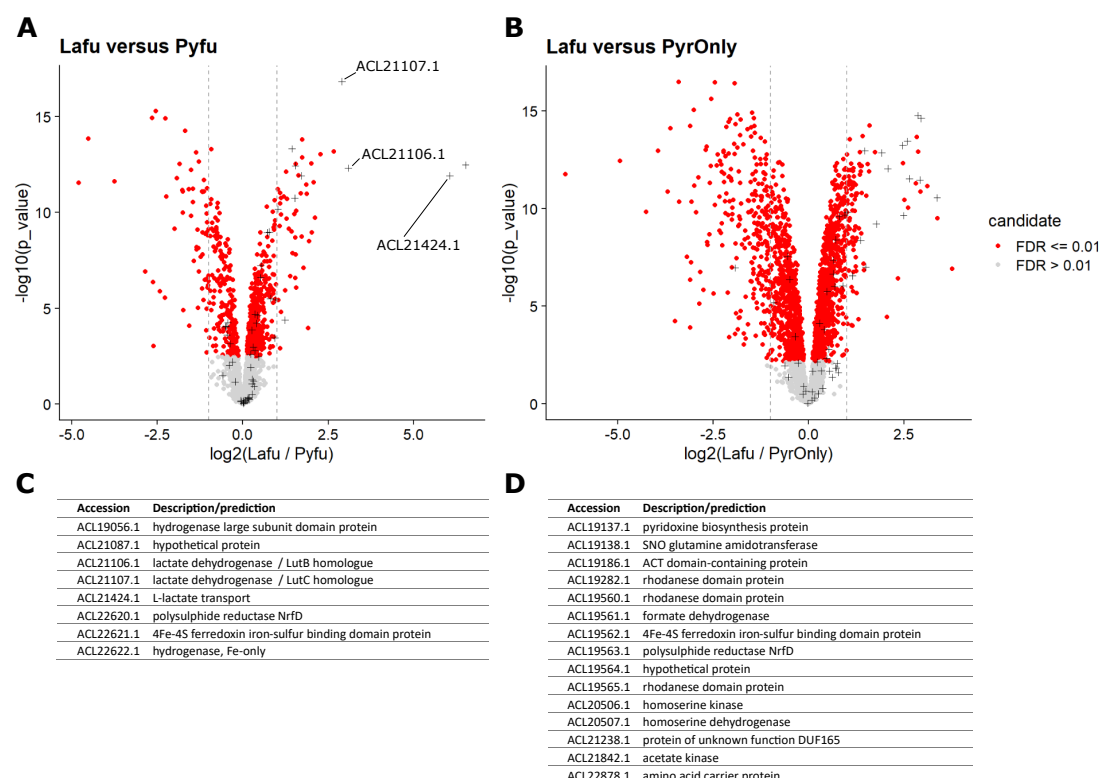 A
Lafu versus Pyfu
ACL21107.1
ACL21106.1
ACL21424.1
-log10(p_value)
15
10
5
0
-5.0
-2.5
0.0
2.5
5.0
log2(Lafu / Pyfu)
B
Lafu versus PyrOnly
-log10(p_value)
15
10
5
0
-5.0
-2.5
0.0
2.5
log2(Lafu / PyrOnly)
candidate
FDR <= 0.01
FDR > 0.01
C
Accession Description/prediction
ACL19056.1 hydrogenase large subunit domain protein
ACL21087.1 hypothetical protein
ACL21106.1 lactate dehydrogenase / LutB homologue
ACL21107.1 lactate dehydrogenase / LutC homologue
ACL21424.1 L-lactate transport
ACL22620.1 polysulphide reductase NrfD
ACL22621.1 4Fe-4S ferredoxin iron-sulfur binding domain protein
ACL22622.1 hydrogenase, Fe-only
D
Accession Description/prediction
ACL19137.1 pyridoxine biosynthesis protein
ACL19138.1 SNO glutamine amidotransferase
ACL19186.1 ACT domain-containing protein
ACL19282.1 rhodanese domain protein
ACL19560.1 rhodanese domain protein
ACL19561.1 formate dehydrogenase
ACL19562.1 4Fe-4S ferredoxin iron-sulfur binding domain protein
ACL19563.1 polysulphide reductase NrfD
ACL19564.1 hypothetical protein
ACL19565.1 rhodanese domain protein
ACL20506.1 homoserine kinase
ACL20507.1 homoserine dehydrogenase
ACL21238.1 protein of unknown function DUF165
ACL21842.1 acetate kinase
ACL22878.1 amino acid carrier protein